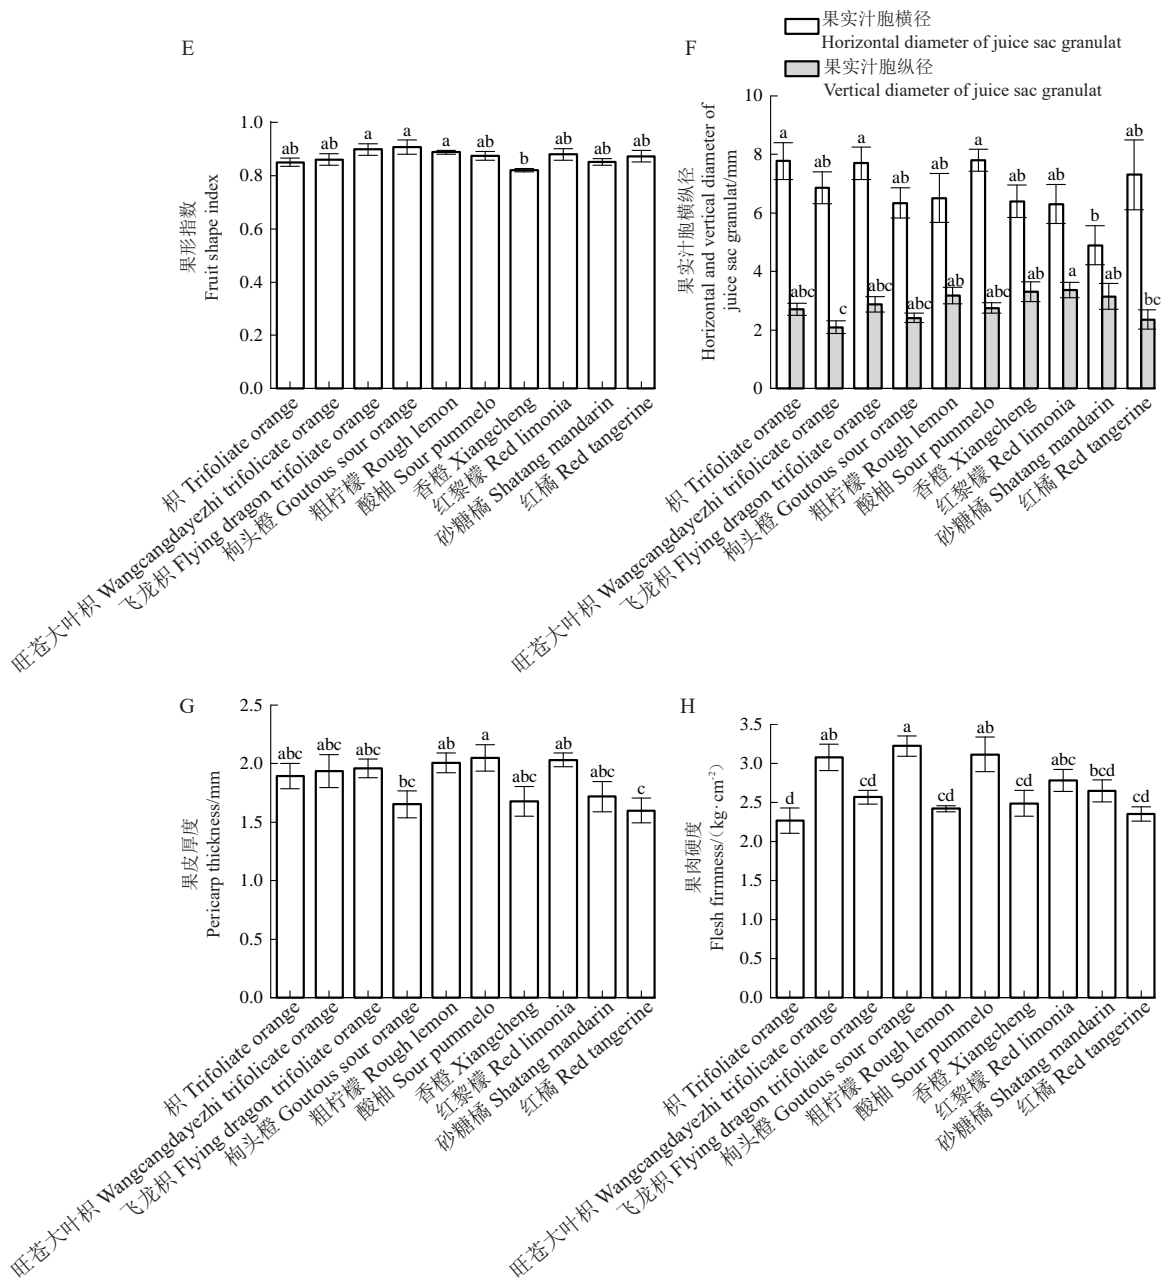 E
1.0
0.8
0.6
0.4
0.2
0.0
果形指数
Fruit shape index
ab
ab
a
a
a
ab
b
ab
ab
ab
枳 Trifoliate orange
旺苍大叶枳 Wangcangdayezhi trifolicate orange
飞龙枳 Flying dragon trifoliate orange
枸头橙 Goutous sour orange
粗柠檬 Rough lemon
酸柚 Sour pummelo
香橙 Xiangcheng
红黎檬 Red limonia
砂糖橘 Shatang mandarin
红橘 Red tangerine
F
果实汁胞横径
Horizontal diameter of juice sac granulat
果实汁胞纵径
Vertical diameter of juice sac granulat
10
8
6
4
2
0
果实汁胞横纵径
Horizontal and vertical diameter of
juice sac granulat/mm
a
ab
a
ab
ab
a
ab
ab
b
ab
abc
c
abc
abc
ab
abc
ab
a
ab
bc
枳 Trifoliate orange
旺苍大叶枳 Wangcangdayezhi trifolicate orange
飞龙枳 Flying dragon trifoliate orange
枸头橙 Goutous sour orange
粗柠檬 Rough lemon
酸柚 Sour pummelo
香橙 Xiangcheng
红黎檬 Red limonia
砂糖橘 Shatang mandarin
红橘 Red tangerine
G
2.5
2.0
1.5
1.0
0.5
0.0
果皮厚度
Pericarp thickness/mm
abc
abc
abc
bc
ab
a
abc
ab
abc
c
枳 Trifoliate orange
旺苍大叶枳 Wangcangdayezhi trifolicate orange
飞龙枳 Flying dragon trifoliate orange
枸头橙 Goutous sour orange
粗柠檬 Rough lemon
酸柚 Sour pummelo
香橙 Xiangcheng
红黎檬 Red limonia
砂糖橘 Shatang mandarin
红橘 Red tangerine
H
3.5
3.0
2.5
2.0
1.5
1.0
0.5
0.0
果肉硬度
Flesh firmness/（kg·cm⁻²）
d
ab
cd
a
cd
ab
cd
abc
bcd
cd
枳 Trifoliate orange
旺苍大叶枳 Wangcangdayezhi trifolicate orange
飞龙枳 Flying dragon trifoliate orange
枸头橙 Goutous sour orange
粗柠檬 Rough lemon
酸柚 Sour pummelo
香橙 Xiangcheng
红黎檬 Red limonia
砂糖橘 Shatang mandarin
红橘 Red tangerine